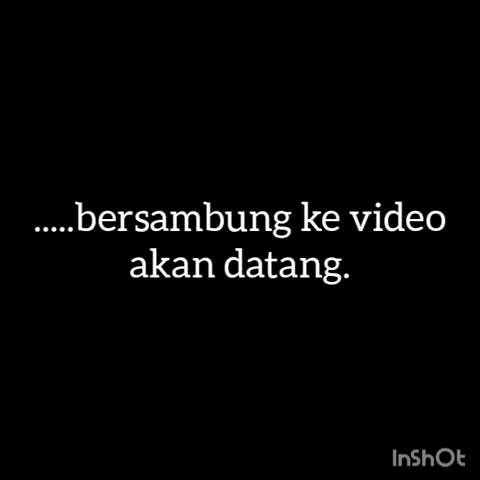 .....bersambung ke video
akan datang.
InShOt